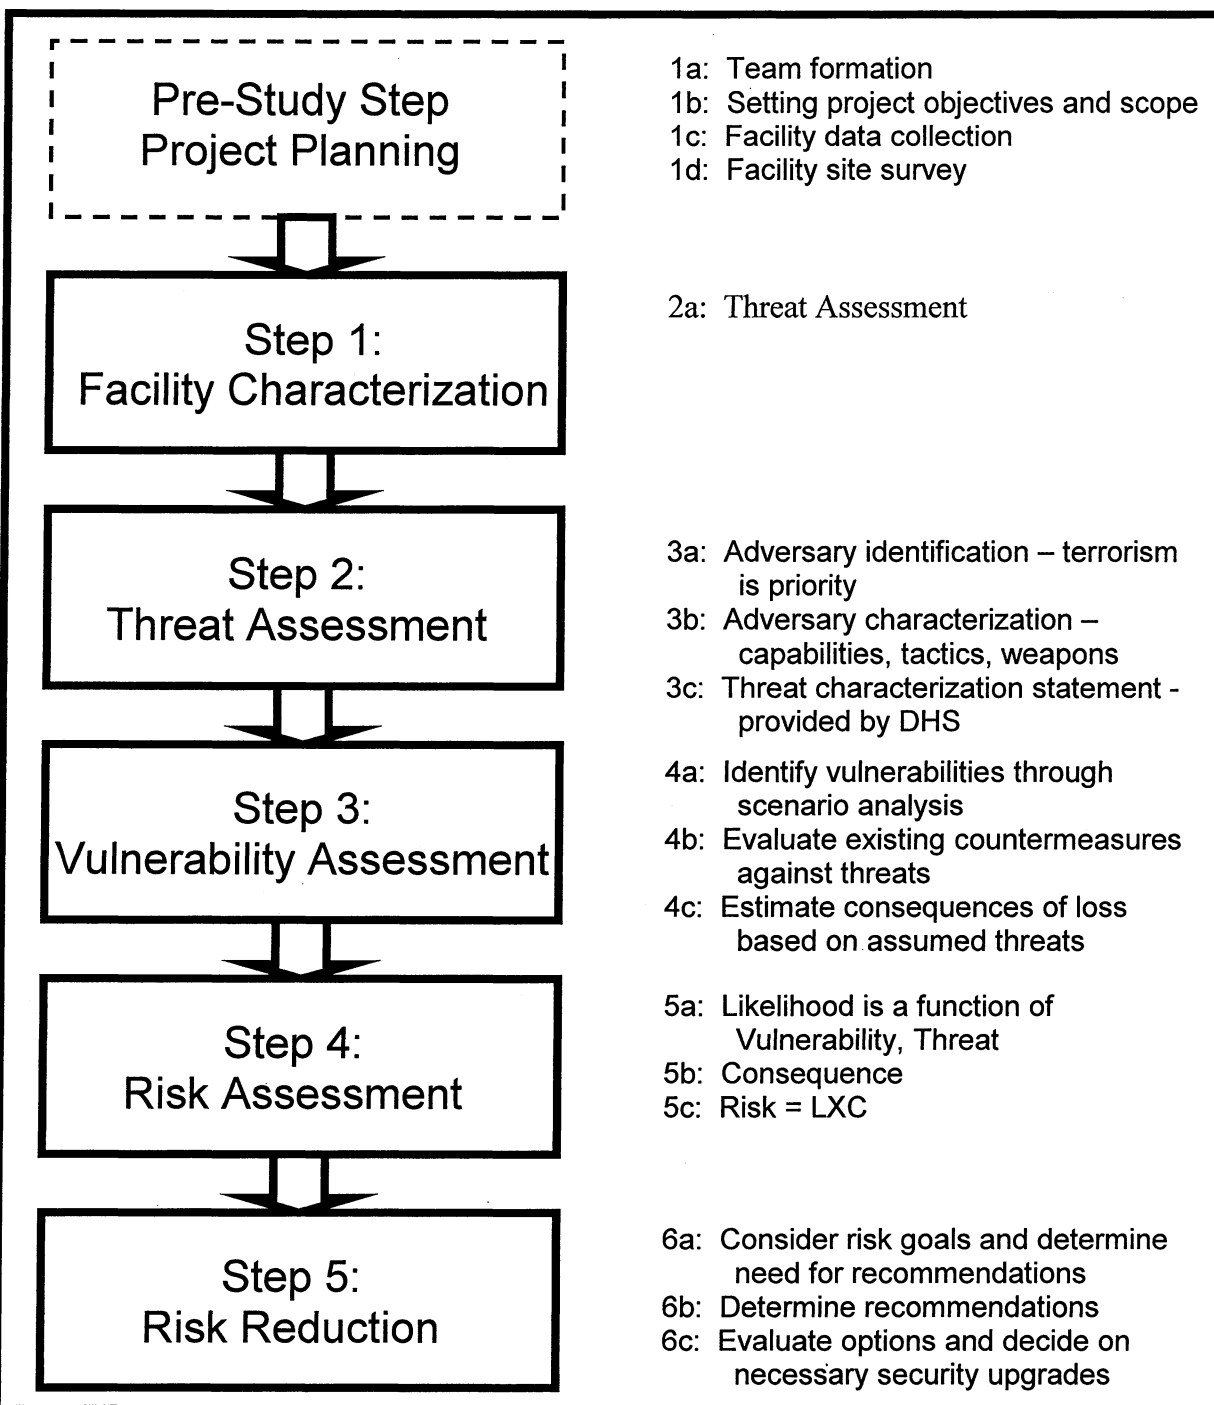 Pre-Study Step
Project Planning
1a: Team formation
1b: Setting project objectives and scope
1c: Facility data collection
1d: Facility site survey
Step 1:
Facility Characterization
2a: Threat Assessment
Step 2:
Threat Assessment
3a: Adversary identification – terrorism
is priority
3b: Adversary characterization –
capabilities, tactics, weapons
3c: Threat characterization statement -
provided by DHS
Step 3:
Vulnerability Assessment
4a: Identify vulnerabilities through
scenario analysis
4b: Evaluate existing countermeasures
against threats
4c: Estimate consequences of loss
based on assumed threats
Step 4:
Risk Assessment
5a: Likelihood is a function of
Vulnerability, Threat
5b: Consequence
5c: Risk = LXC
Step 5:
Risk Reduction
6a: Consider risk goals and determine
need for recommendations
6b: Determine recommendations
6c: Evaluate options and decide on
necessary security upgrades